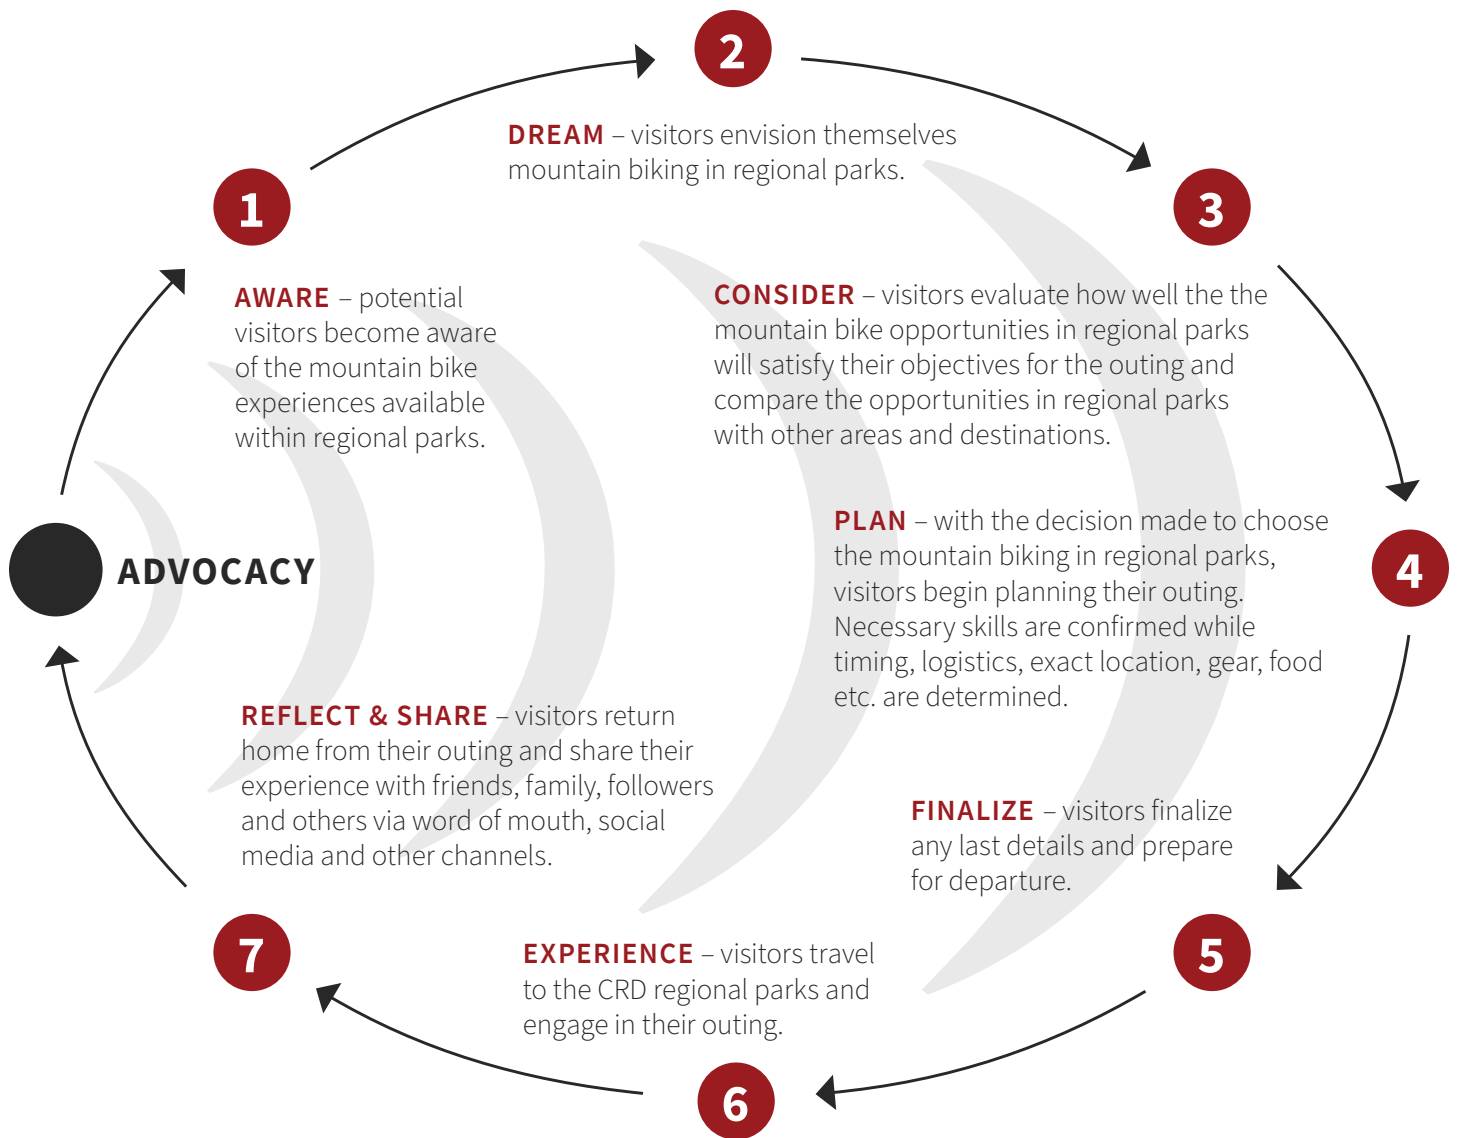 2
DREAM – visitors envision themselves
mountain biking in regional parks.
1
AWARE – potential
visitors become aware
of the mountain bike
experiences available
within regional parks.
3
CONSIDER – visitors evaluate how well the the
mountain bike opportunities in regional parks
will satisfy their objectives for the outing and
compare the opportunities in regional parks
with other areas and destinations.
4
PLAN – with the decision made to choose
the mountain biking in regional parks,
visitors begin planning their outing.
Necessary skills are confirmed while
timing, logistics, exact location, gear, food
etc. are determined.
5
FINALIZE – visitors finalize
any last details and prepare
for departure.
6
EXPERIENCE – visitors travel
to the CRD regional parks and
engage in their outing.
7
REFLECT & SHARE – visitors return
home from their outing and share their
experience with friends, family, followers
and others via word of mouth, social
media and other channels.
ADVOCACY